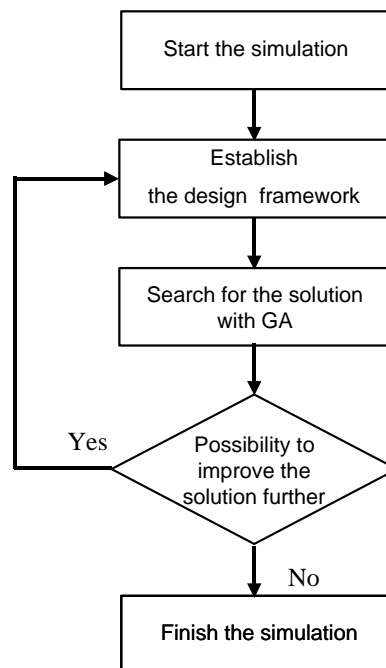 Start the simulation
Establish
the design framework
Search for the solution
with GA
Yes
Possibility to
improve the
solution further
No
Finish the simulation